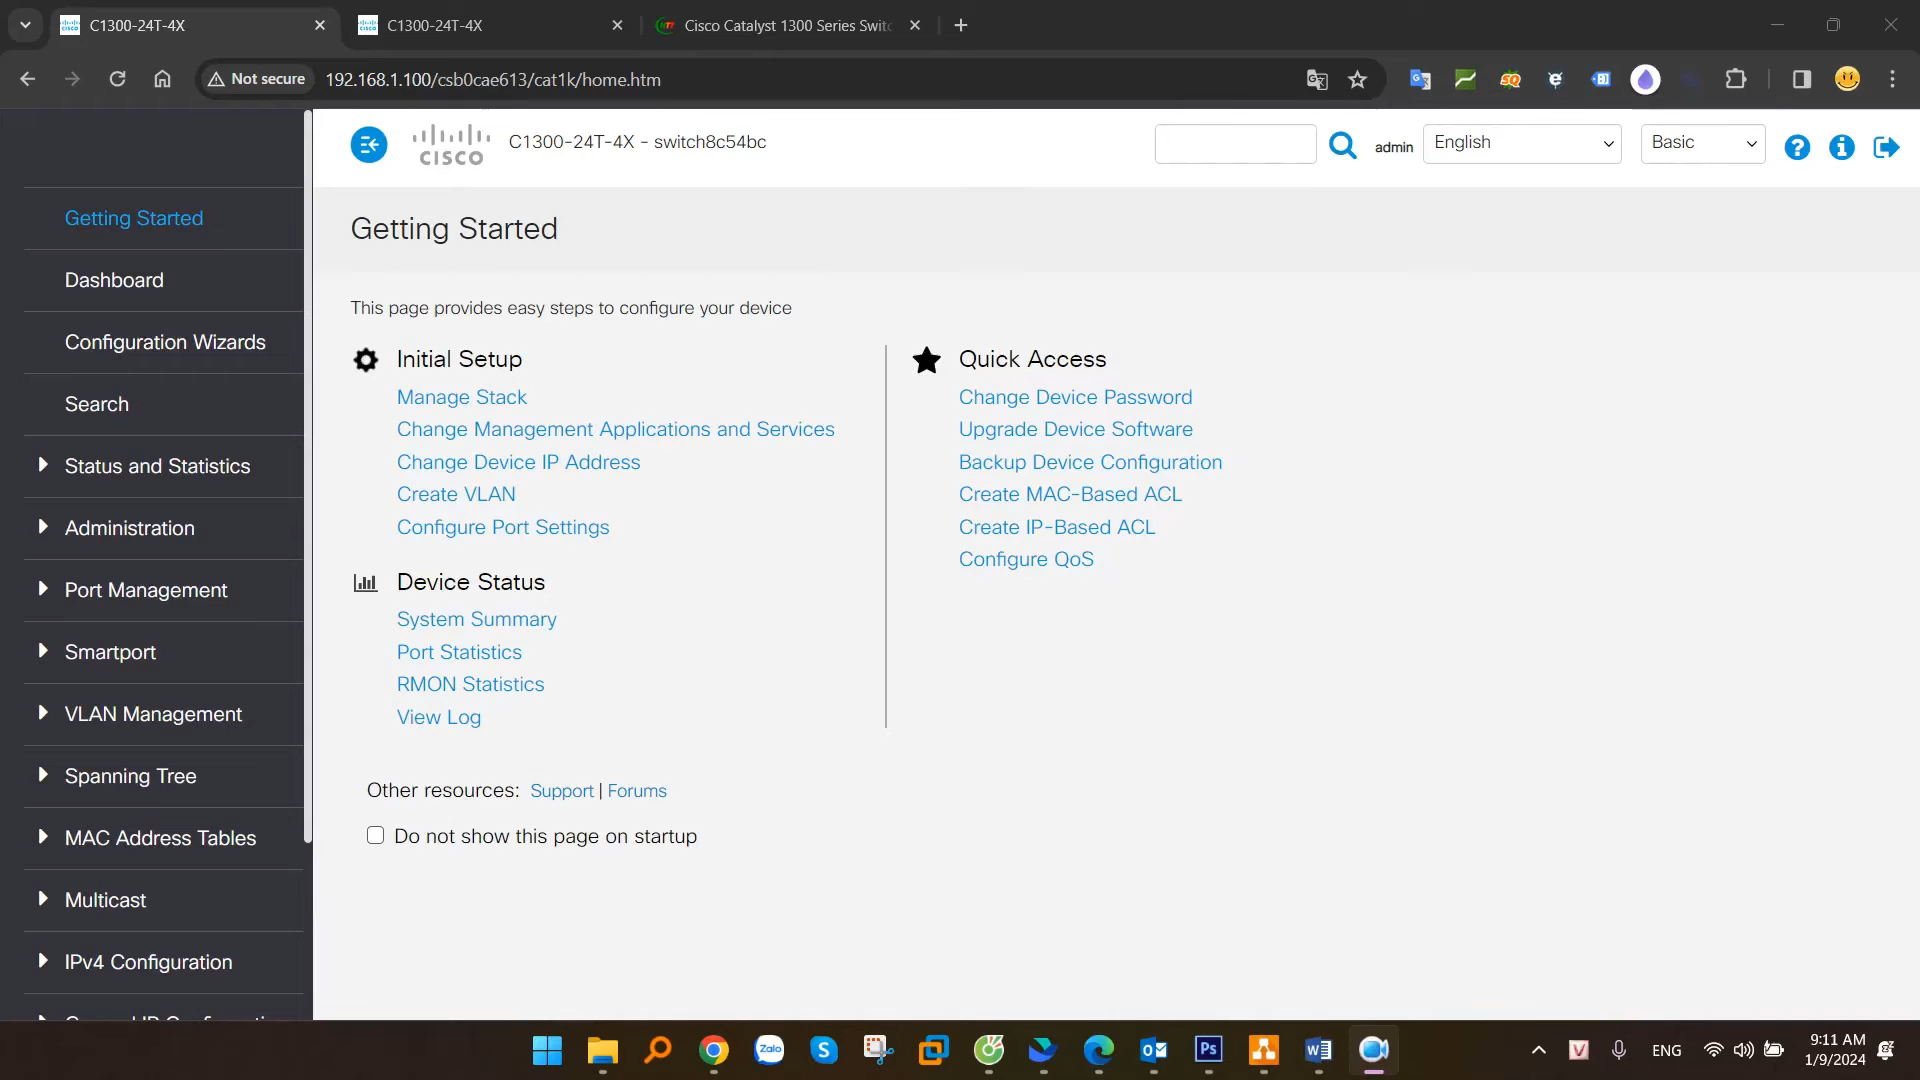 C1300-24T-4X
C1300-24T-4X
Cisco Catalyst 1300 Series Switc
Not secure
192.168.1.100/csb0cae613/cat1k/home.htm
CISCO
C1300-24T-4X - switch8c54bc
admin
English
Basic
Getting Started
Dashboard
Configuration Wizards
Search
Status and Statistics
Administration
Port Management
Smartport
VLAN Management
Spanning Tree
MAC Address Tables
Multicast
IPv4 Configuration
Getting Started
This page provides easy steps to configure your device
Initial Setup
Manage Stack
Change Management Applications and Services
Change Device IP Address
Create VLAN
Configure Port Settings
Device Status
System Summary
Port Statistics
RMON Statistics
View Log
Quick Access
Change Device Password
Upgrade Device Software
Backup Device Configuration
Create MAC-Based ACL
Create IP-Based ACL
Configure QoS
Other resources: Support | Forums
Do not show this page on startup
Zalo
Ps
V
ENG
9:11 AM
1/9/2024